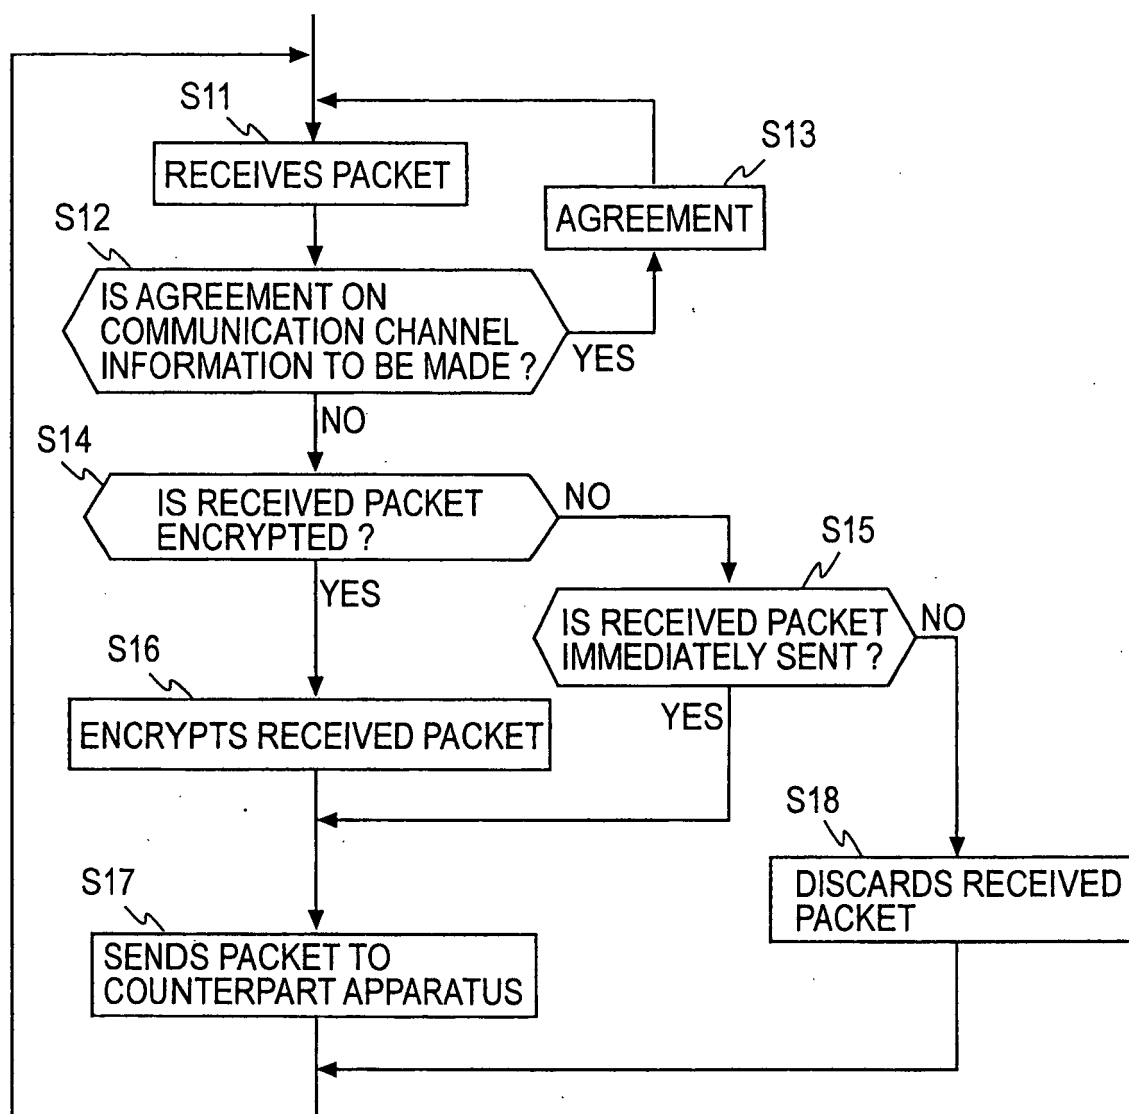 S11
RECEIVES PACKET
S13
AGREEMENT
S12
IS AGREEMENT ON
COMMUNICATION CHANNEL
INFORMATION TO BE MADE ?
YES
NO
S14
IS RECEIVED PACKET
ENCRYPTED ?
NO
YES
S15
IS RECEIVED PACKET
IMMEDIATELY SENT ?
NO
YES
S16
ENCRYPTS RECEIVED PACKET
S18
DISCARDS RECEIVED
PACKET
S17
SENDS PACKET TO
COUNTERPART APPARATUS